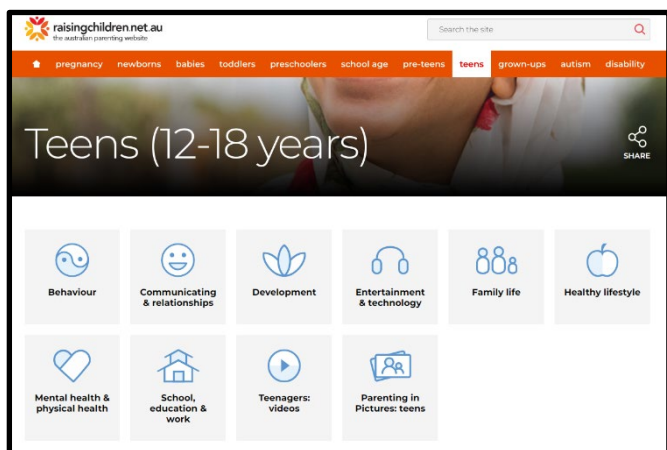 raisingchildren.net.au
the australian parenting website
Search the site
pregnancy newborns babies toddlers preschoolers school age pre-teens teens grown-ups autism disability
Teens (12-18 years)
SHARE
Behaviour
Communicating
& relationships
Development
Entertainment
& technology
Family life
Healthy lifestyle
Mental health &
physical health
School,
education &
work
Teenagers:
videos
Parenting in
Pictures: teens